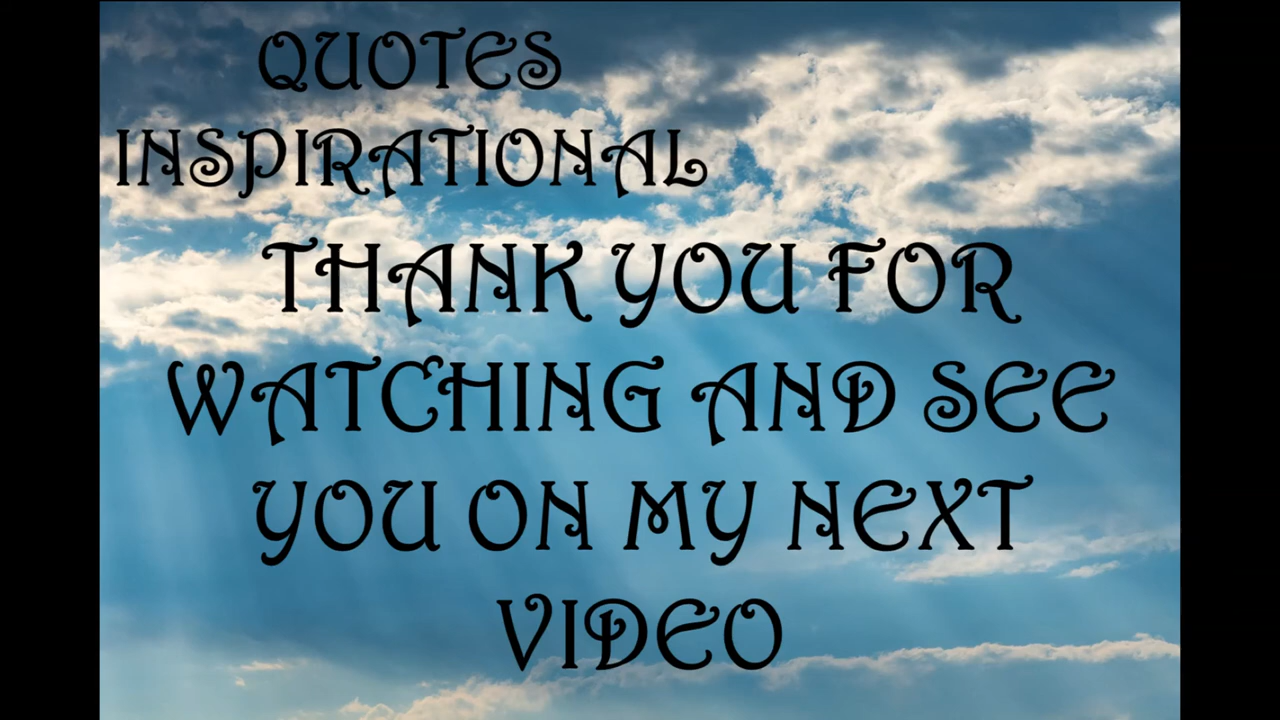 QUOTES
INSPIRATIONAL
THANK YOU FOR
WATCHING AND SEE
YOU ON MY NEXT
VIDEO